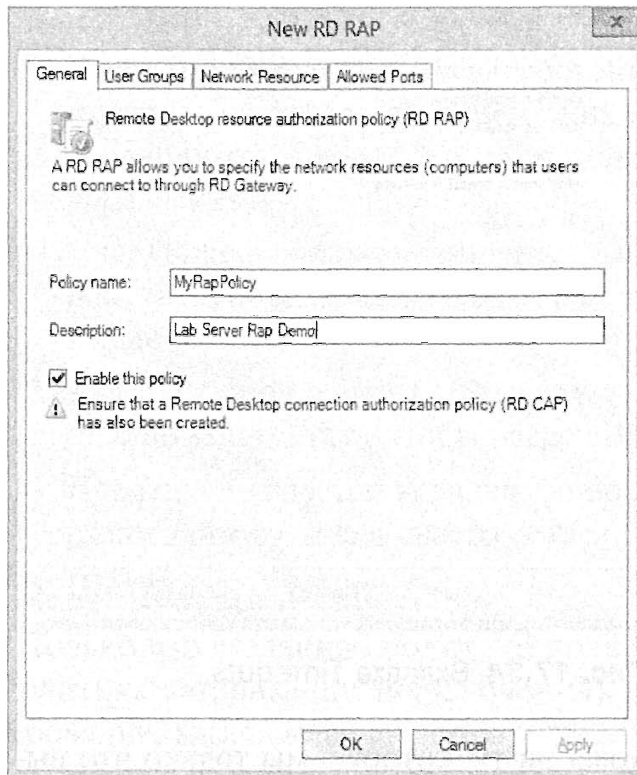 New RD RAP
General User Groups Network Resource Allowed Ports
Remote Desktop resource authorization policy (RD RAP)
A RD RAP allows you to specify the network resources (computers) that users
can connect to through RD Gateway.
Policy name: MyRapPolicy
Description: Lab Server Rap Demo
Enable this policy
Ensure that a Remote Desktop connection authorization policy (RD CAP)
has also been created.
OK Cancel Apply